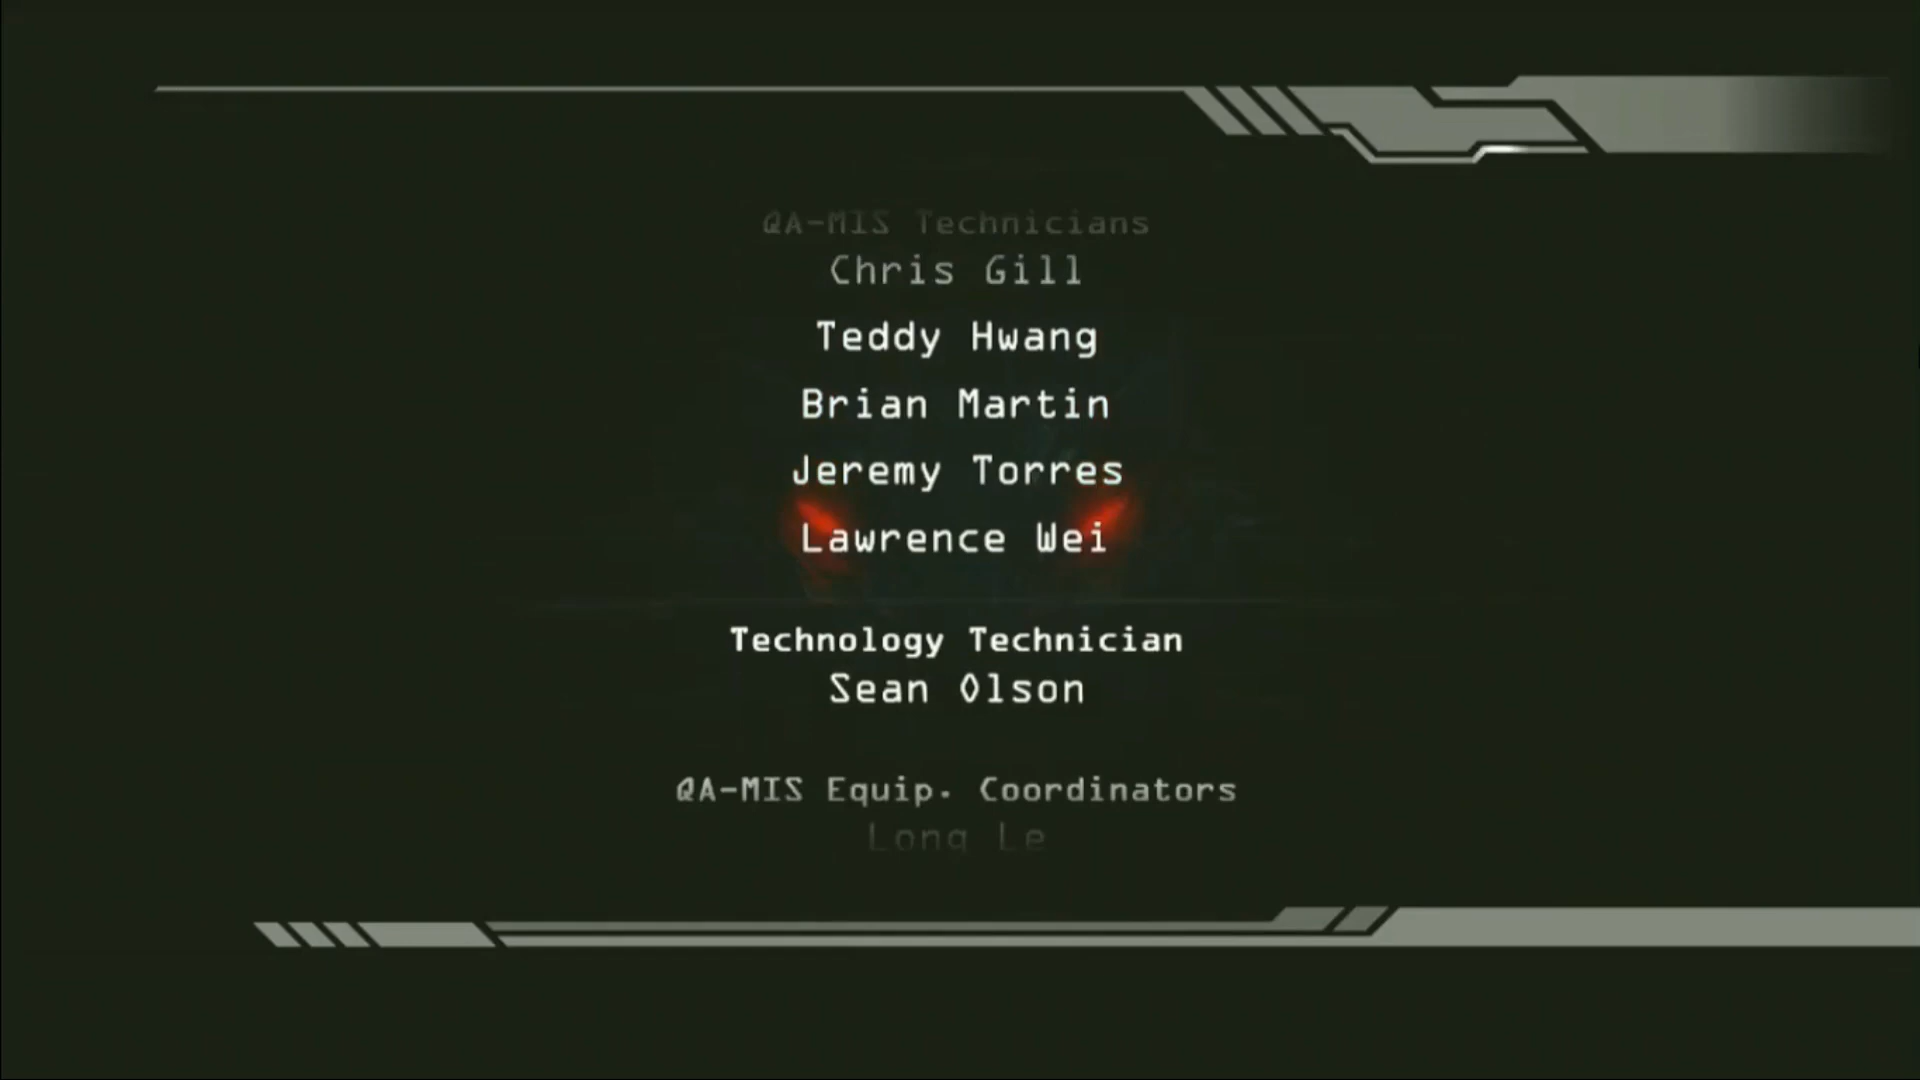 QA-MIS Technicians
Chris Gill
Teddy Hwang
Brian Martin
Jeremy Torres
Lawrence Wei
Technology Technician
Sean Olson
QA-MIS Equip. Coordinators
Long Le